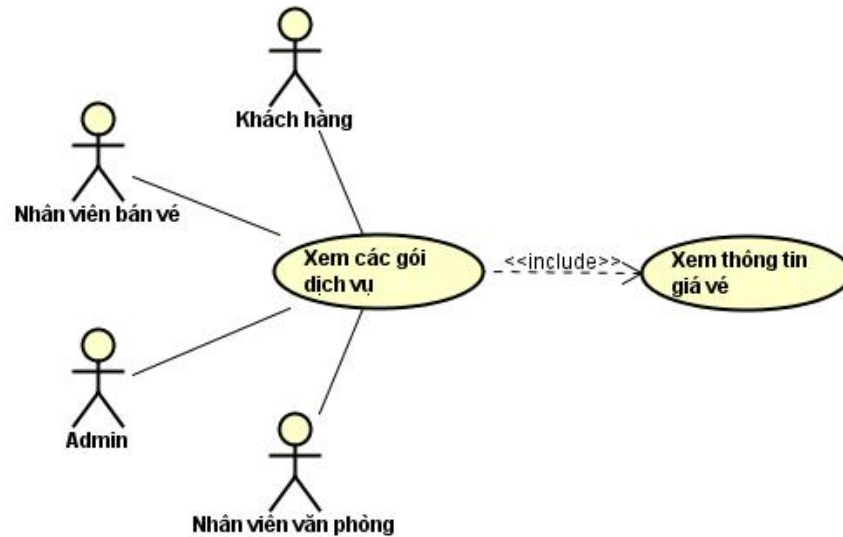 Khách hàng
Nhân viên bán vé
Xem các gói
dịch vụ
<<include>>
Xem thông tin
giá vé
Admin
Nhân viên văn phòng